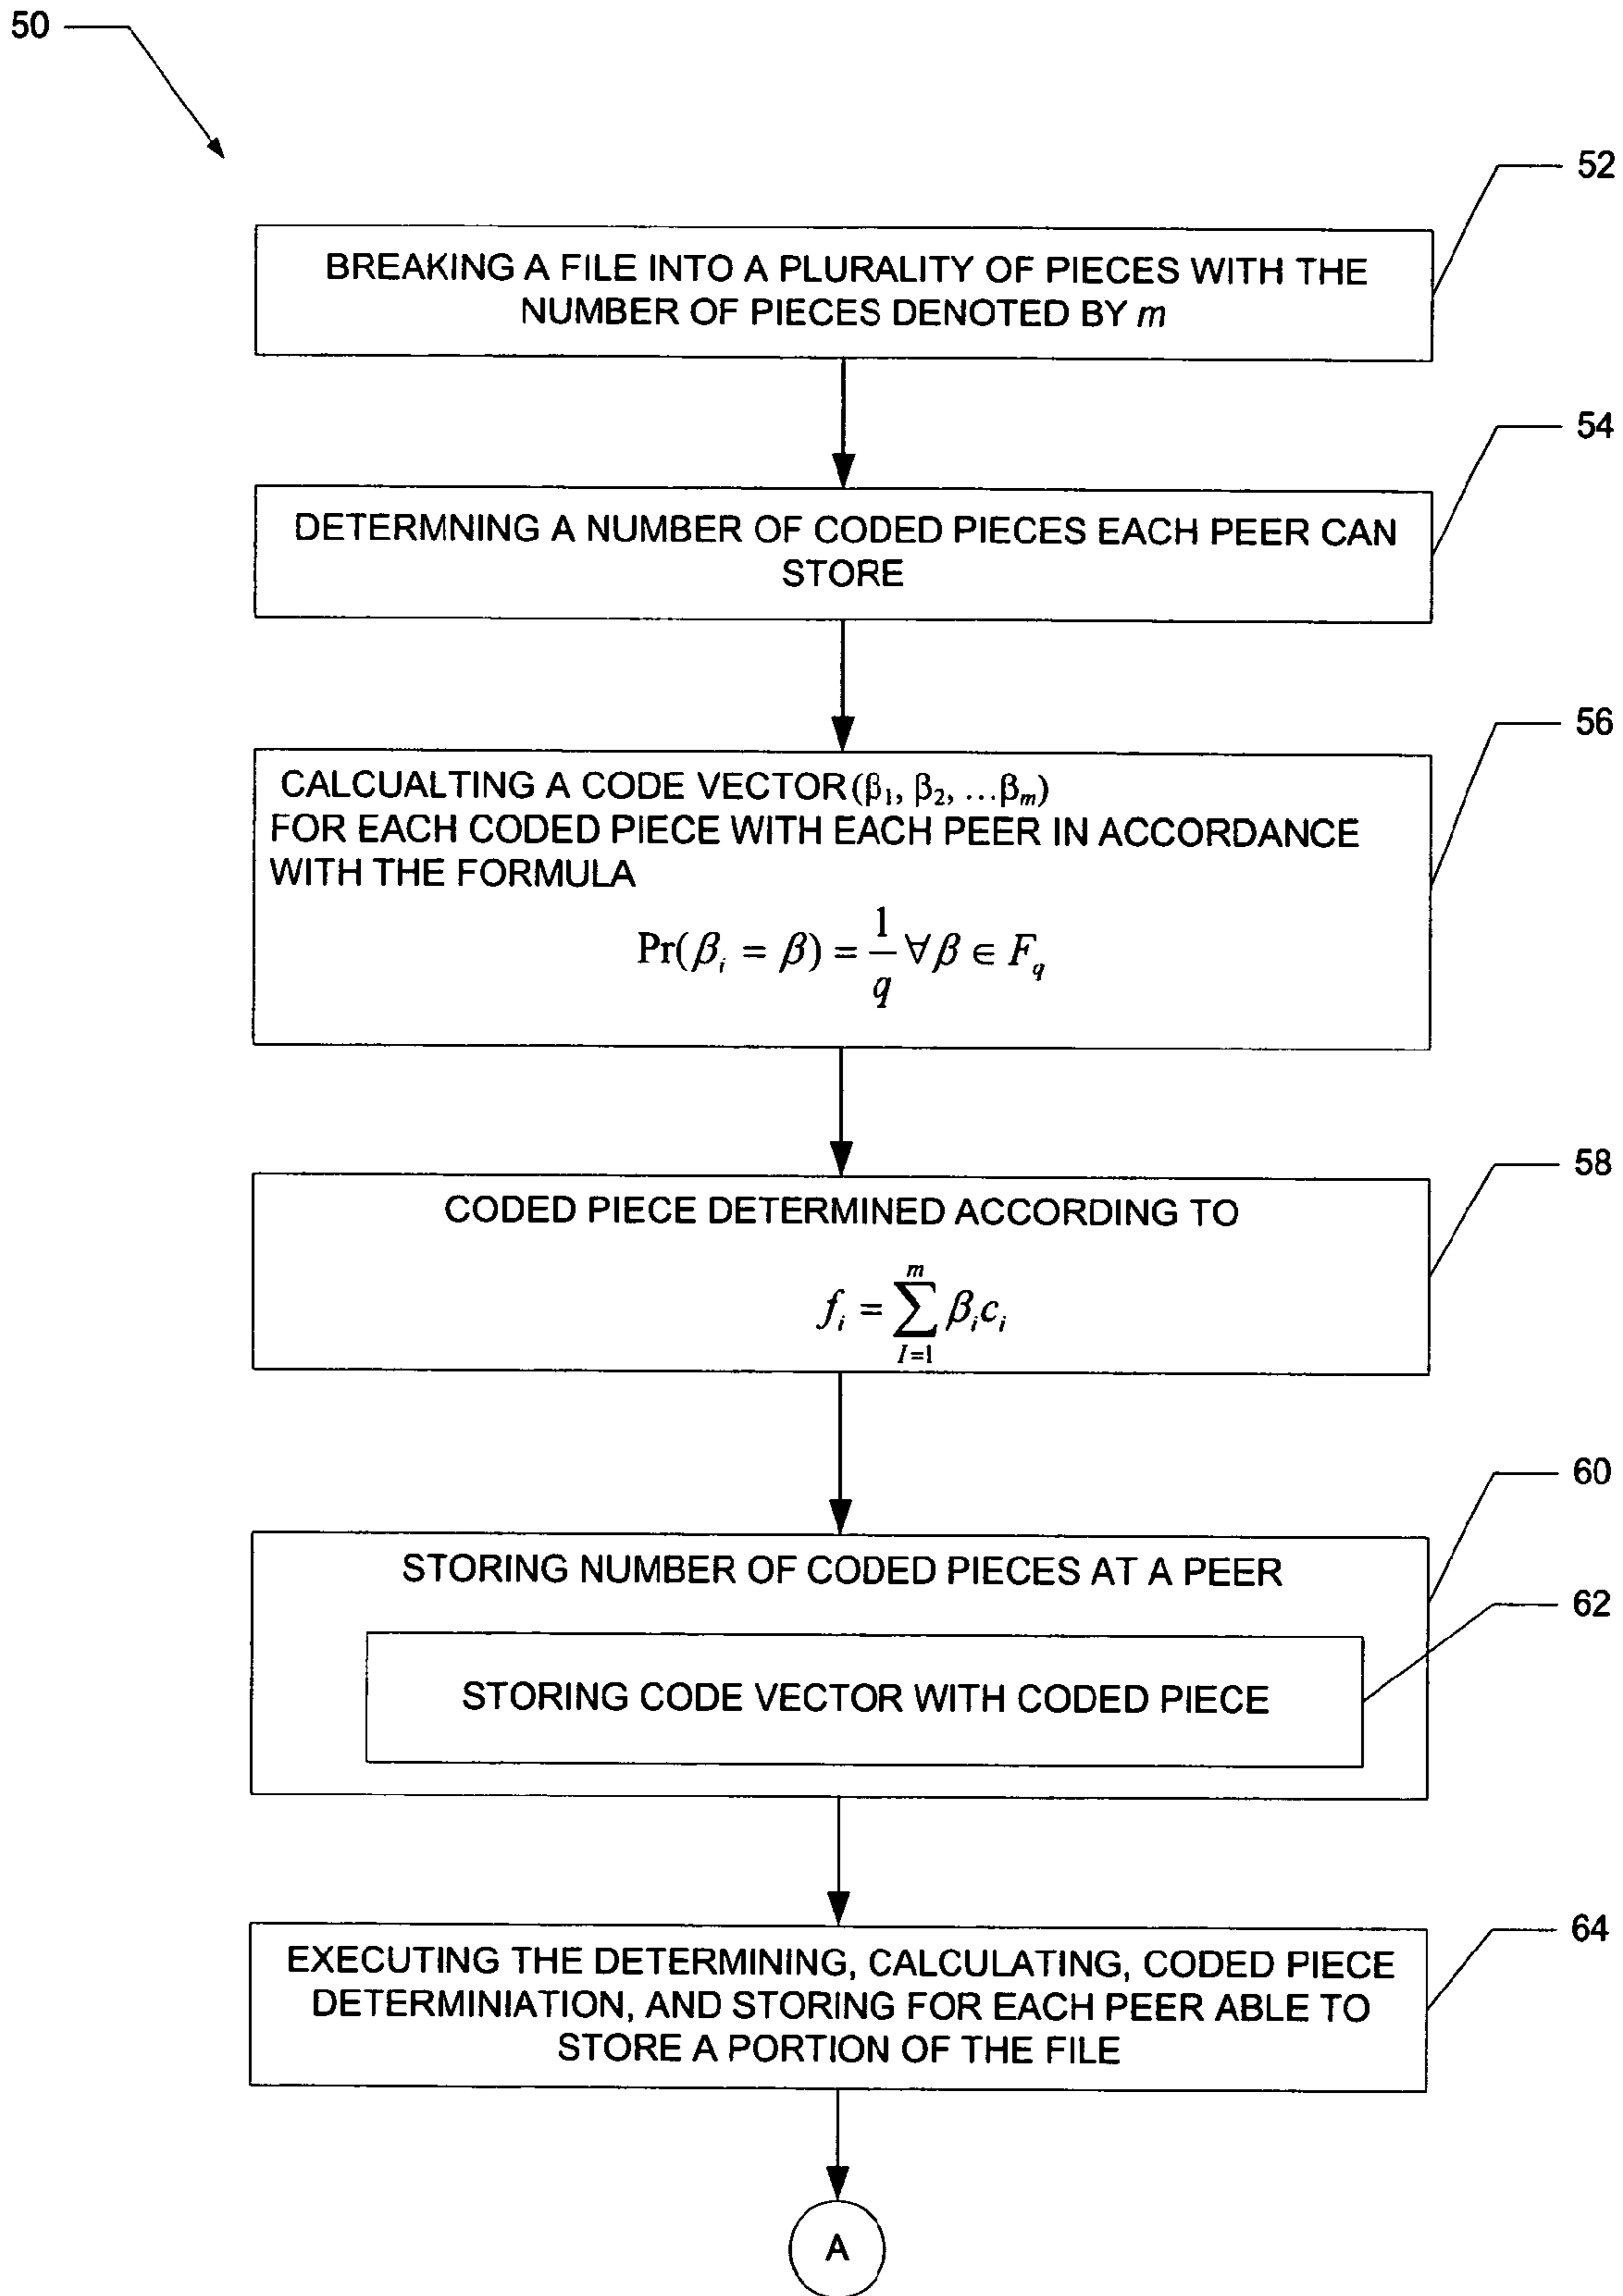 50
52
BREAKING A FILE INTO A PLURALITY OF PIECES WITH THE
NUMBER OF PIECES DENOTED BY m
54
DETERMNING A NUMBER OF CODED PIECES EACH PEER CAN
STORE
56
CALCUALTING A CODE VECTOR(β₁, β₂, …βₘ)
FOR EACH CODED PIECE WITH EACH PEER IN ACCORDANCE
WITH THE FORMULA
Pr(βᵢ = β) = 1/q ∀ β ∈ F_q
58
CODED PIECE DETERMINED ACCORDING TO
fᵢ = ∑_{I=1}^{m} βᵢcᵢ
60
STORING NUMBER OF CODED PIECES AT A PEER
62
STORING CODE VECTOR WITH CODED PIECE
64
EXECUTING THE DETERMINING, CALCULATING, CODED PIECE
DETERMINIATION, AND STORING FOR EACH PEER ABLE TO
STORE A PORTION OF THE FILE
A